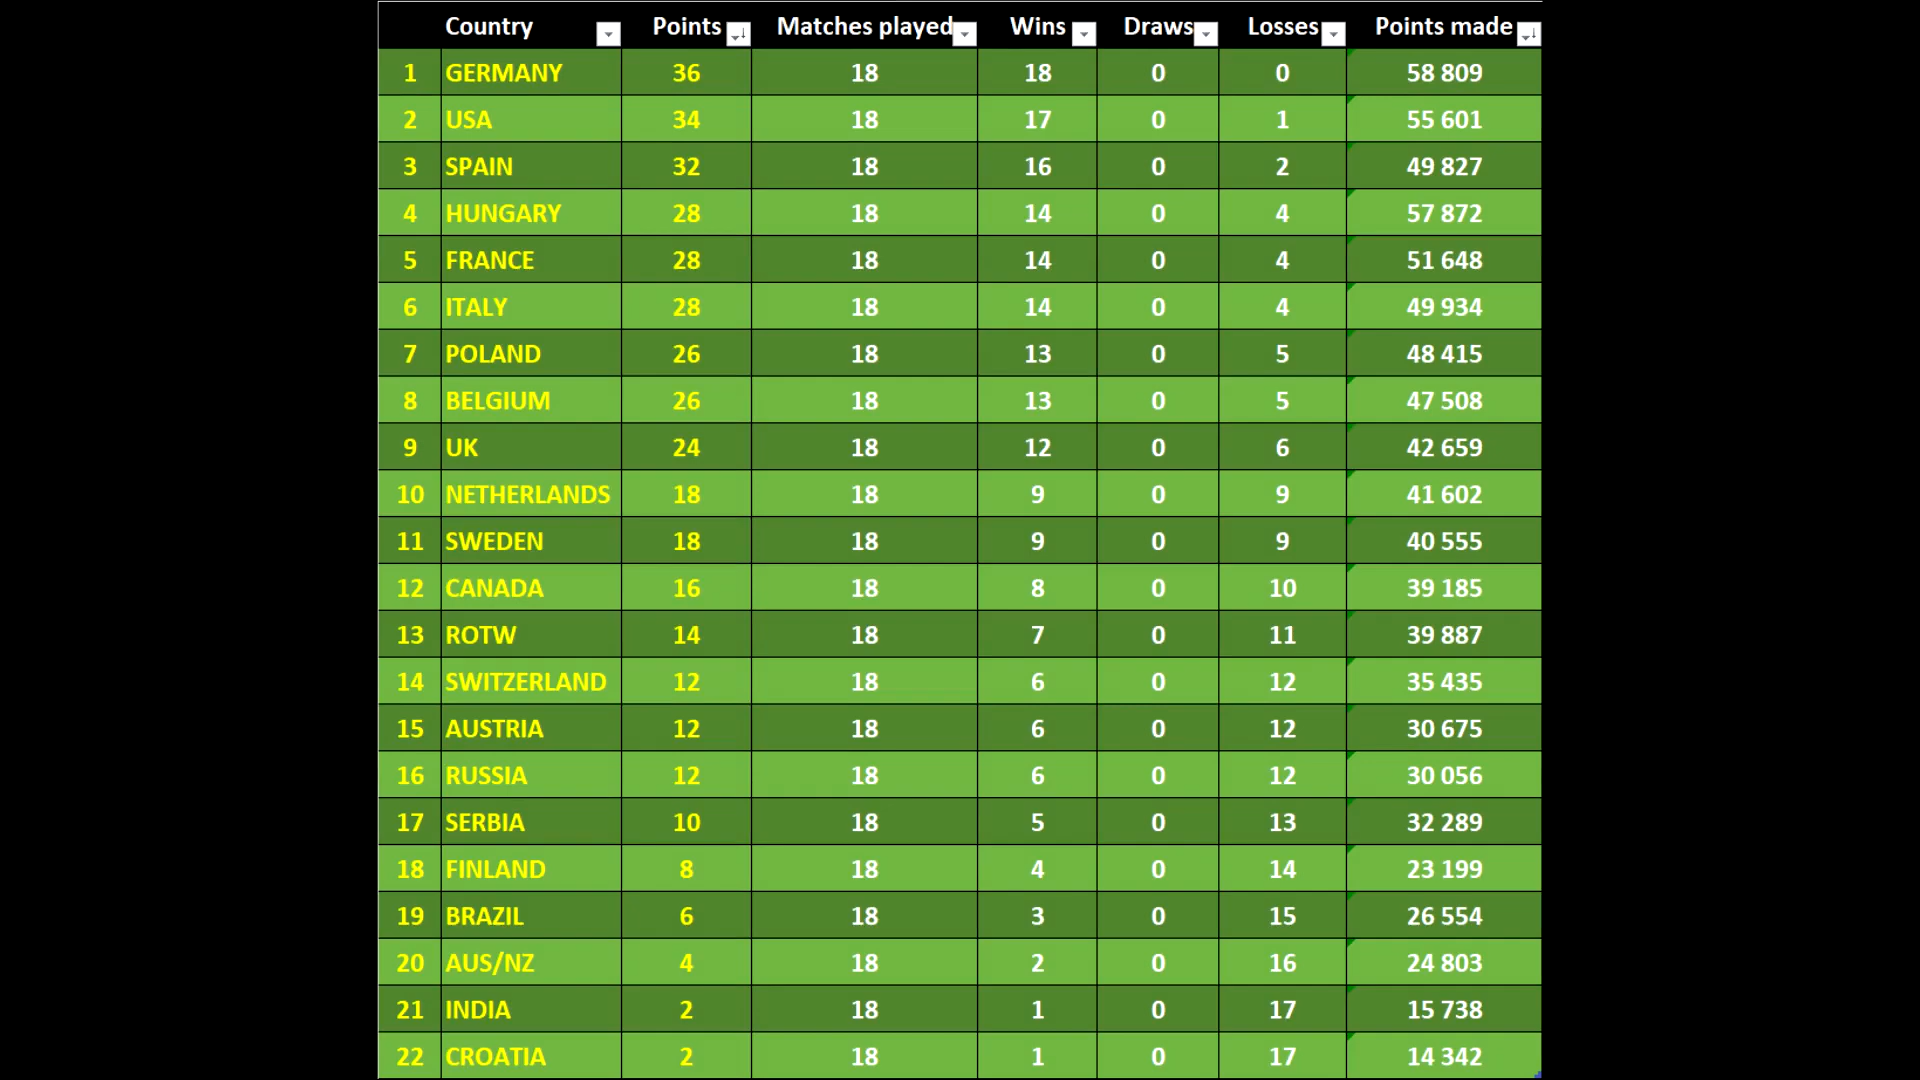 Country Points Matches played Wins Draws Losses Points made
1 GERMANY 36 18 18 0 0 58 809
2 USA 34 18 17 0 1 55 601
3 SPAIN 32 18 16 0 2 49 827
4 HUNGARY 28 18 14 0 4 57 872
5 FRANCE 28 18 14 0 4 51 648
6 ITALY 28 18 14 0 4 49 934
7 POLAND 26 18 13 0 5 48 415
8 BELGIUM 26 18 13 0 5 47 508
9 UK 24 18 12 0 6 42 659
10 NETHERLANDS 18 18 9 0 9 41 602
11 SWEDEN 18 18 9 0 9 40 555
12 CANADA 16 18 8 0 10 39 185
13 ROTW 14 18 7 0 11 39 887
14 SWITZERLAND 12 18 6 0 12 35 435
15 AUSTRIA 12 18 6 0 12 30 675
16 RUSSIA 12 18 6 0 12 30 056
17 SERBIA 10 18 5 0 13 32 289
18 FINLAND 8 18 4 0 14 23 199
19 BRAZIL 6 18 3 0 15 26 554
20 AUS/NZ 4 18 2 0 16 24 803
21 INDIA 2 18 1 0 17 15 738
22 CROATIA 2 18 1 0 17 14 342